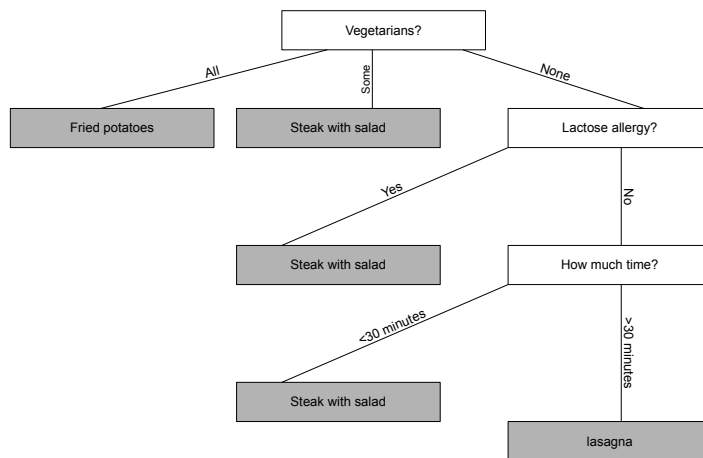 Vegetarians?
All
Some
None
Fried potatoes
Steak with salad
Lactose allergy?
Yes
No
Steak with salad
How much time?
<30 minutes
>30 minutes
Steak with salad
lasagna